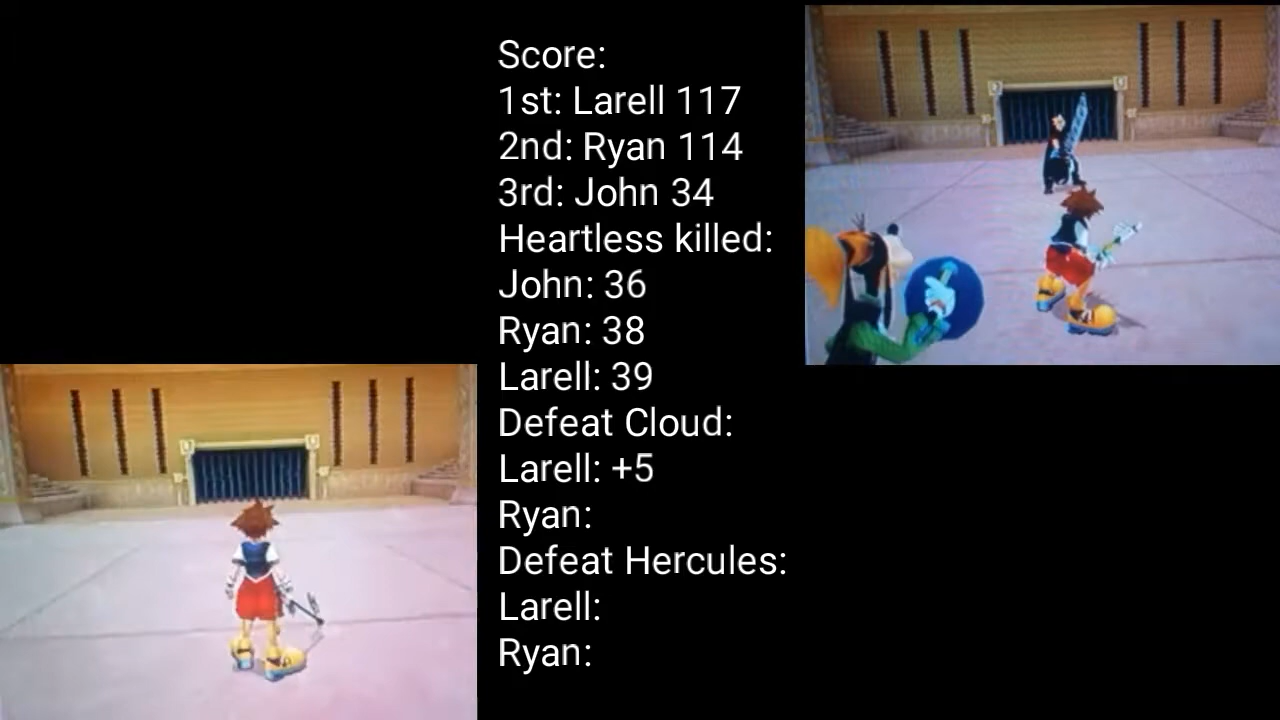 Score:
1st: Larell 117
2nd: Ryan 114
3rd: John 34
Heartless killed:
John: 36
Ryan: 38
Larell: 39
Defeat Cloud:
Larell: +5
Ryan:
Defeat Hercules:
Larell:
Ryan: